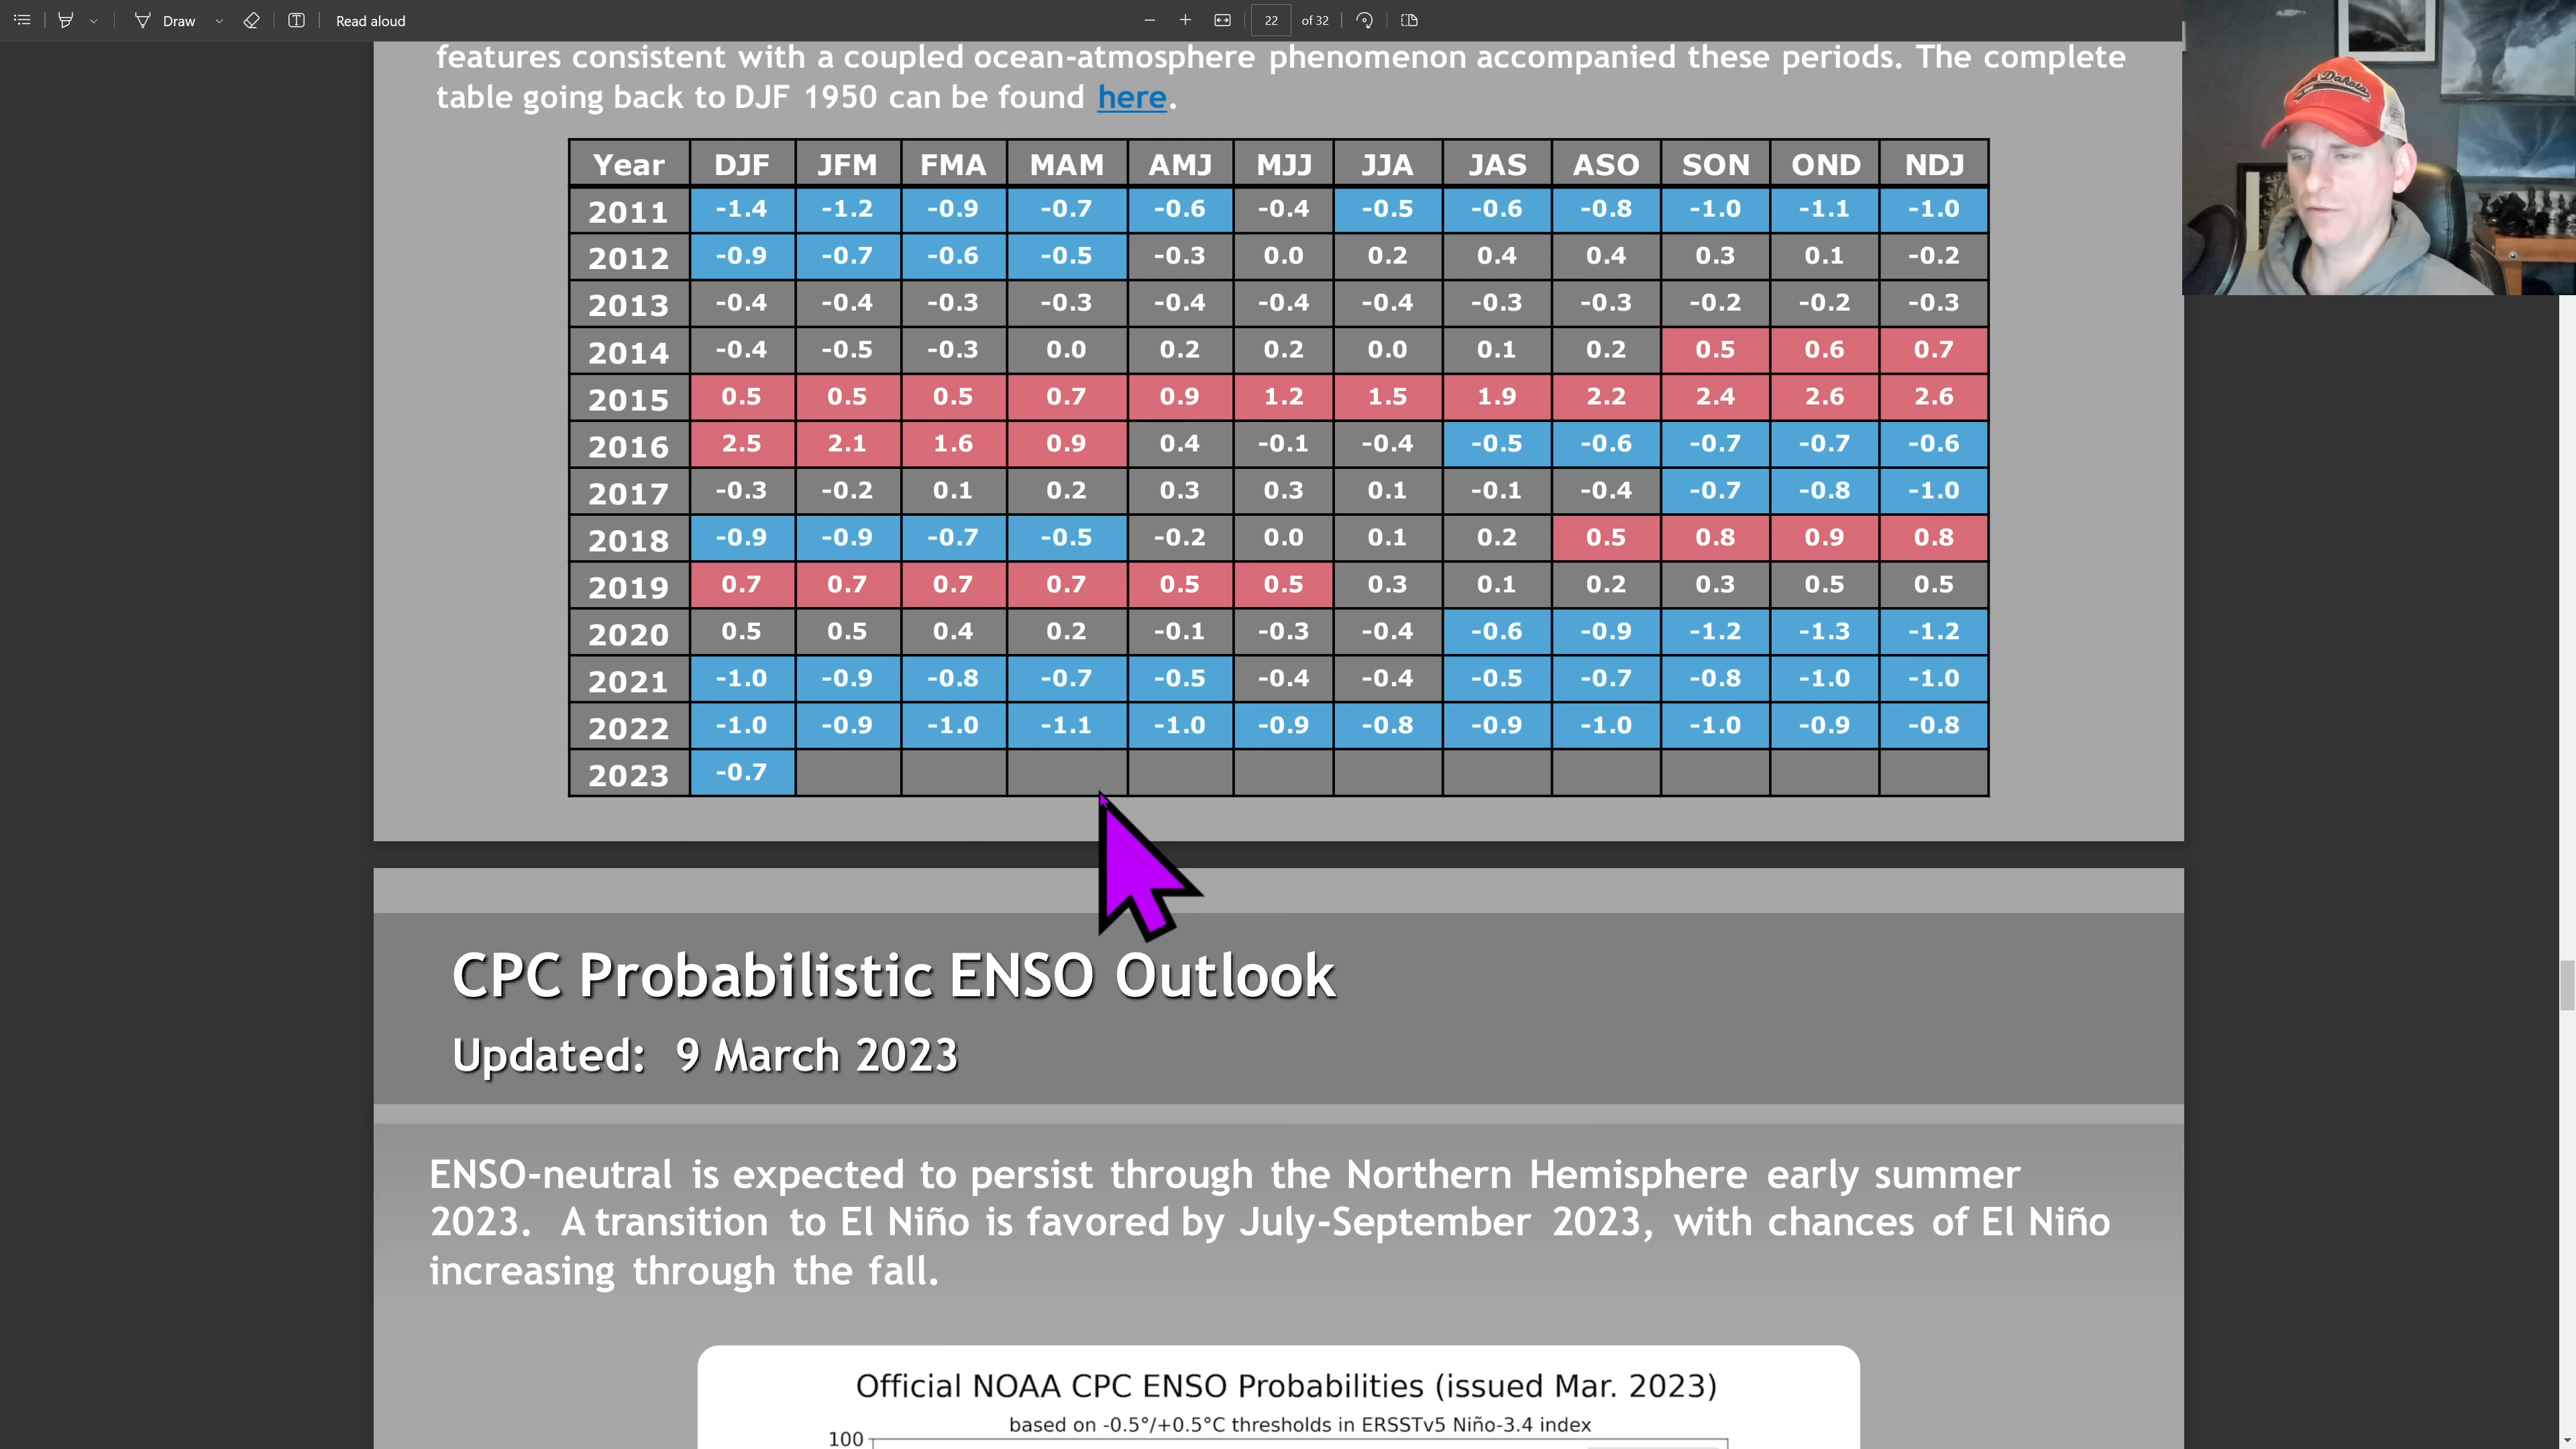 Draw
Read aloud
22 of 32
features consistent with a coupled ocean-atmosphere phenomenon accompanied these periods. The complete
table going back to DJF 1950 can be found here.
Year DJF JFM FMA MAM AMJ MJJ JJA JAS ASO SON OND NDJ
2011 -1.4 -1.2 -0.9 -0.7 -0.6 -0.4 -0.5 -0.6 -0.8 -1.0 -1.1 -1.0
2012 -0.9 -0.7 -0.6 -0.5 -0.3 0.0 0.2 0.4 0.4 0.3 0.1 -0.2
2013 -0.4 -0.4 -0.3 -0.3 -0.4 -0.4 -0.4 -0.3 -0.3 -0.2 -0.2 -0.3
2014 -0.4 -0.5 -0.3 0.0 0.2 0.2 0.0 0.1 0.2 0.5 0.6 0.7
2015 0.5 0.5 0.5 0.7 0.9 1.2 1.5 1.9 2.2 2.4 2.6 2.6
2016 2.5 2.1 1.6 0.9 0.4 -0.1 -0.4 -0.5 -0.6 -0.7 -0.7 -0.6
2017 -0.3 -0.2 0.1 0.2 0.3 0.3 0.1 -0.1 -0.4 -0.7 -0.8 -1.0
2018 -0.9 -0.9 -0.7 -0.5 -0.2 0.0 0.1 0.2 0.5 0.8 0.9 0.8
2019 0.7 0.7 0.7 0.7 0.5 0.5 0.3 0.1 0.2 0.3 0.5 0.5
2020 0.5 0.5 0.4 0.2 -0.1 -0.3 -0.4 -0.6 -0.9 -1.2 -1.3 -1.2
2021 -1.0 -0.9 -0.8 -0.7 -0.5 -0.4 -0.4 -0.5 -0.7 -0.8 -1.0 -1.0
2022 -1.0 -0.9 -1.0 -1.1 -1.0 -0.9 -0.8 -0.9 -1.0 -1.0 -0.9 -0.8
2023 -0.7
CPC Probabilistic ENSO Outlook
Updated: 9 March 2023
ENSO-neutral is expected to persist through the Northern Hemisphere early summer
2023. A transition to El Niño is favored by July-September 2023, with chances of El Niño
increasing through the fall.
Official NOAA CPC ENSO Probabilities (issued Mar. 2023)
based on -0.5°/+0.5°C thresholds in ERSSTv5 Niño-3.4 index
100